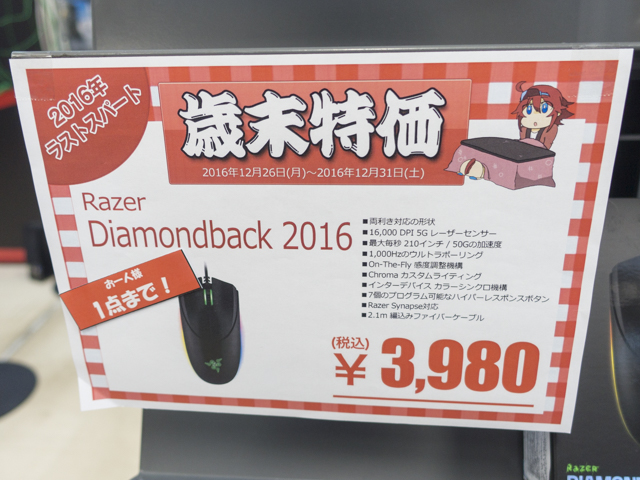 2016年
ラストスパート
歳末特価
2016年12月26日(月)～2016年12月31日(土)
Razer
Diamondback 2016
お一人様
1点まで！
■両利き対応の形状
■16,000 DPI 5G レーザーセンサー
■最大毎秒 210インチ / 50Gの加速度
■1,000Hzのウルトラポーリング
■On-The-Fly 感度調整機構
■Chroma カスタムライティング
■インターデバイス カラーシンクロ機構
■7個のプログラム可能なハイパーレスポンスボタン
■Razer Synapse対応
■2.1m 編込みファイバーケーブル
(税込)
¥ 3,980
RAZER